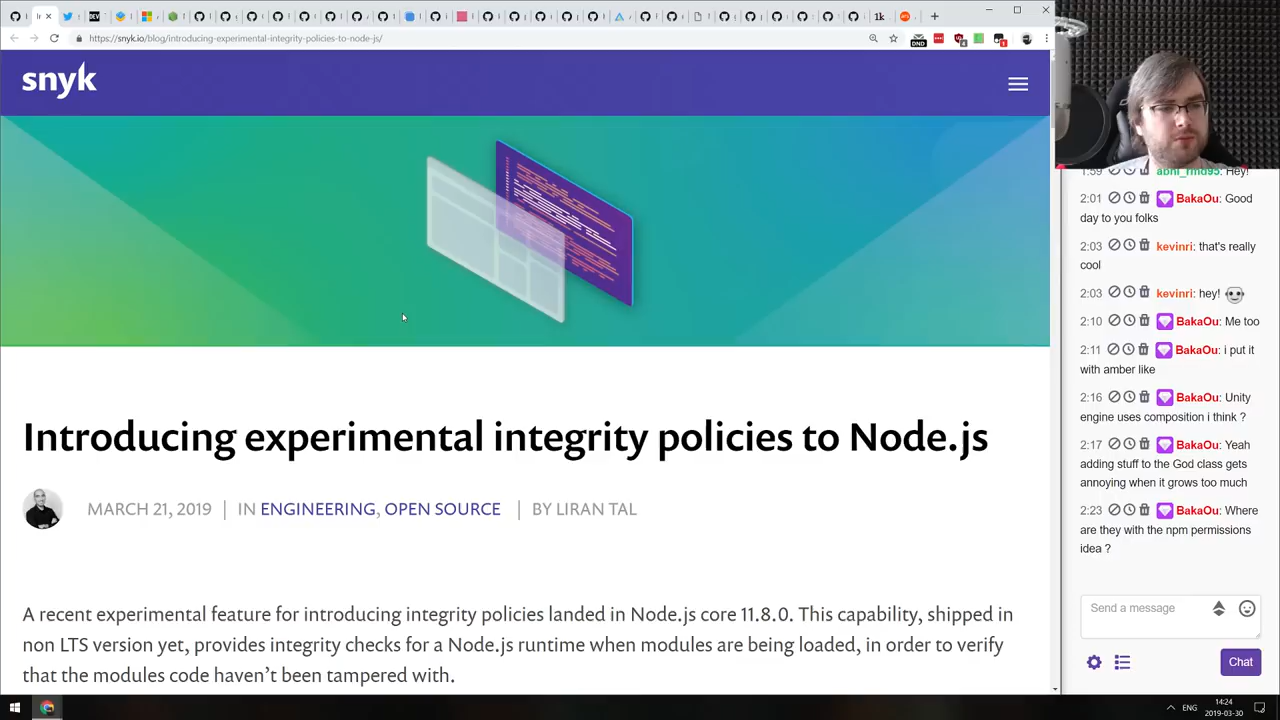 DEV
1k
https://snyk.io/blog/introducing-experimental-integrity-policies-to-node-js/
DND
snyk
Introducing experimental integrity policies to Node.js
MARCH 21, 2019 | IN ENGINEERING, OPEN SOURCE | BY LIRAN TAL
A recent experimental feature for introducing integrity policies landed in Node.js core 11.8.0. This capability, shipped in
non LTS version yet, provides integrity checks for a Node.js runtime when modules are being loaded, in order to verify
that the modules code haven't been tampered with.
1:59 abhi_rmd95: Hey!
2:01 BakaOu: Good
day to you folks
2:03 kevinri: that's really
cool
2:03 kevinri: hey!
2:10 BakaOu: Me too
2:11 BakaOu: i put it
with amber like
2:16 BakaOu: Unity
engine uses composition i think ?
2:17 BakaOu: Yeah
adding stuff to the God class gets
annoying when it grows too much
2:23 BakaOu: Where
are they with the npm permissions
idea ?
Send a message
Chat
ENG
14:24
2019-03-30